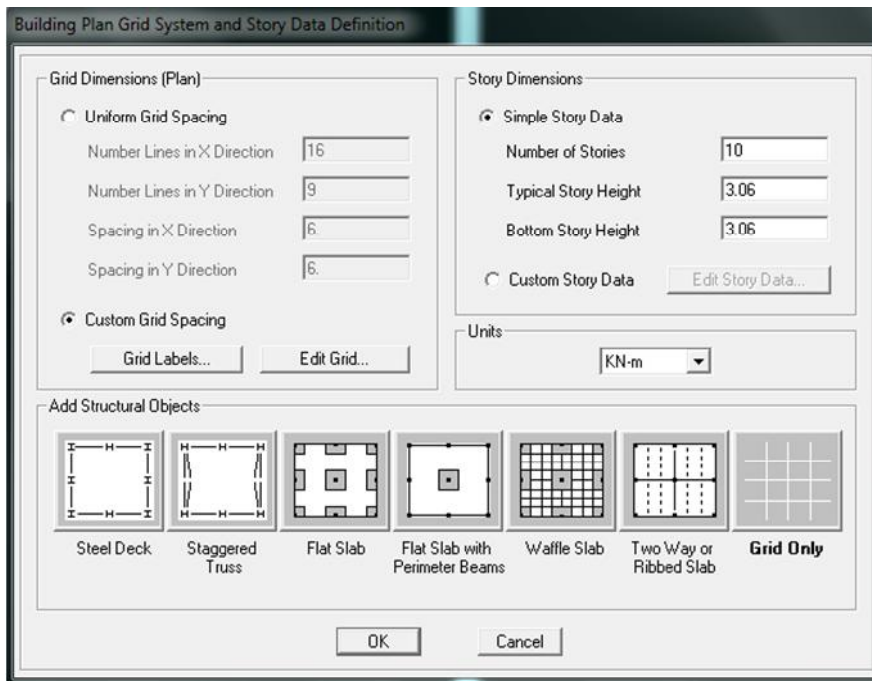 Building Plan Grid System and Story Data Definition
Grid Dimensions (Plan)
Uniform Grid Spacing
Number Lines in X Direction 16
Number Lines in Y Direction 9
Spacing in X Direction 6.
Spacing in Y Direction 6.
Custom Grid Spacing
Grid Labels... Edit Grid...
Story Dimensions
Simple Story Data
Number of Stories 10
Typical Story Height 3.06
Bottom Story Height 3.06
Custom Story Data Edit Story Data...
Units
KN-m
Add Structural Objects
Steel Deck
Staggered
Truss
Flat Slab
Flat Slab with
Perimeter Beams
Waffle Slab
Two Way or
Ribbed Slab
Grid Only
OK Cancel